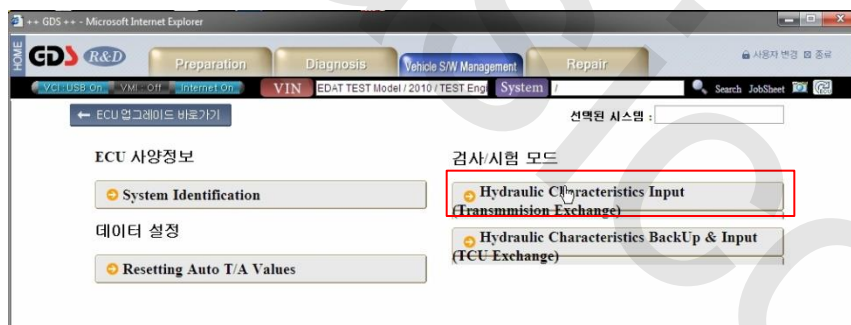 ++ GDS ++ - Microsoft Internet Explorer
HOME
GDS R&D
Preparation
Diagnosis
Vehicle S/W Management
Repair
사용자 변경 종료
VCI : USB On
VMI : Off
Internet On
VIN
EDAT TEST Model / 2010 / TEST Engi
System
/
Search JobSheet
← ECU 업그레이드 바로가기
선택된 시스템 :
ECU 사양정보
System Identification
데이터 설정
Resetting Auto T/A Values
검사/시험 모드
Hydraulic Characteristics Input
(Transmmision Exchange)
Hydraulic Characteristics BackUp & Input
(TCU Exchange)